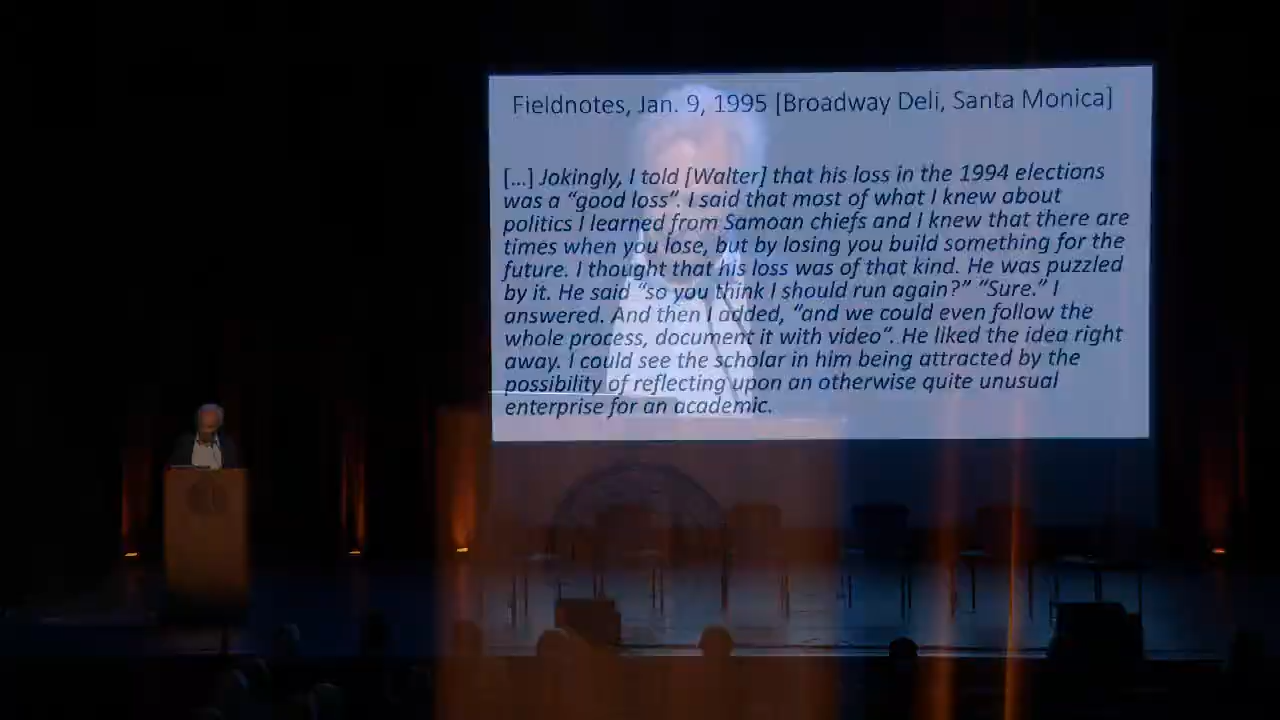 Fieldnotes, Jan. 9, 1995 [Broadway Deli, Santa Monica]
[...] Jokingly, I told [Walter] that his loss in the 1994 elections
was a “good loss”. I said that most of what I knew about
politics I learned from Samoan chiefs and I knew that there are
times when you lose, but by losing you build something for the
future. I thought that his loss was of that kind. He was puzzled
by it. He said “so you think I should run again?” “Sure.” I
answered. And then I added, “and we could even follow the
whole process, document it with video”. He liked the idea right
away. I could see the scholar in him being attracted by the
possibility of reflecting upon an otherwise quite unusual
enterprise for an academic.